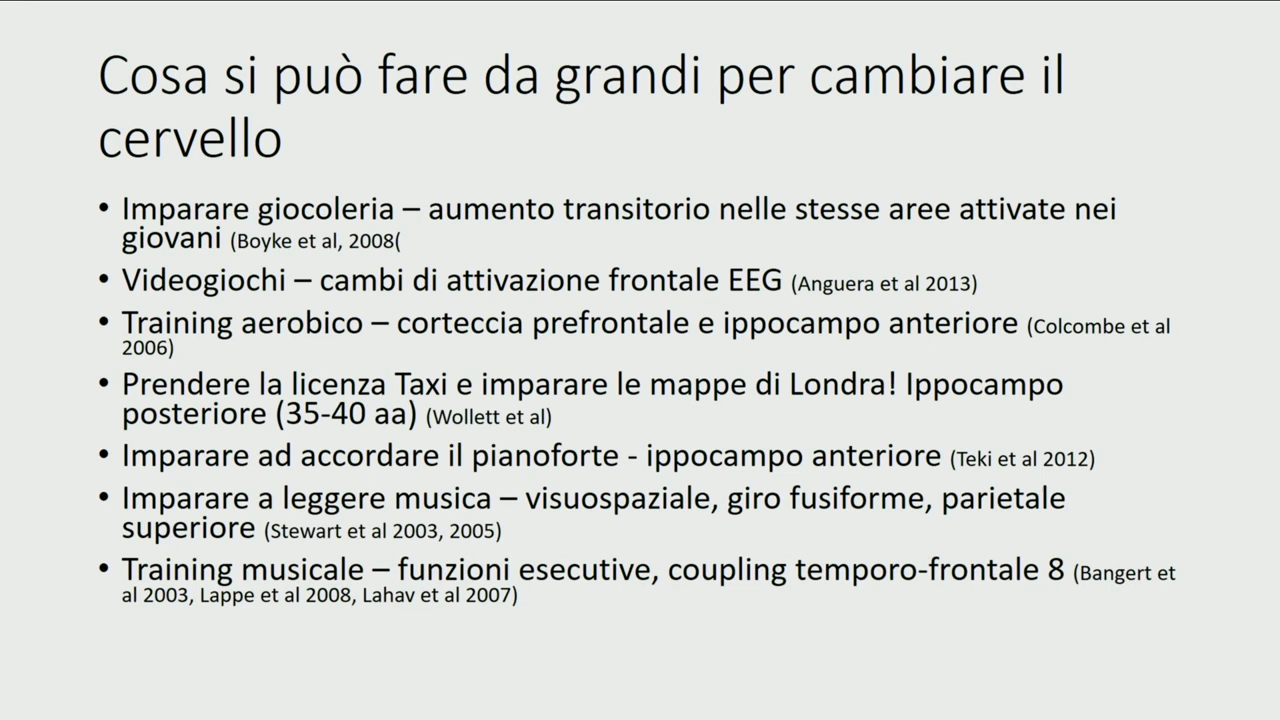 Cosa si può fare da grandi per cambiare il
cervello
• Imparare giocoleria – aumento transitorio nelle stesse aree attivate nei
giovani (Boyke et al, 2008(
• Videogiochi – cambi di attivazione frontale EEG (Anguera et al 2013)
• Training aerobico – corteccia prefrontale e ippocampo anteriore (Colcombe et al
2006)
• Prendere la licenza Taxi e imparare le mappe di Londra! Ippocampo
posteriore (35-40 aa) (Wollett et al)
• Imparare ad accordare il pianoforte - ippocampo anteriore (Teki et al 2012)
• Imparare a leggere musica – visuospaziale, giro fusiforme, parietale
superiore (Stewart et al 2003, 2005)
• Training musicale – funzioni esecutive, coupling temporo-frontale 8 (Bangert et
al 2003, Lappe et al 2008, Lahav et al 2007)